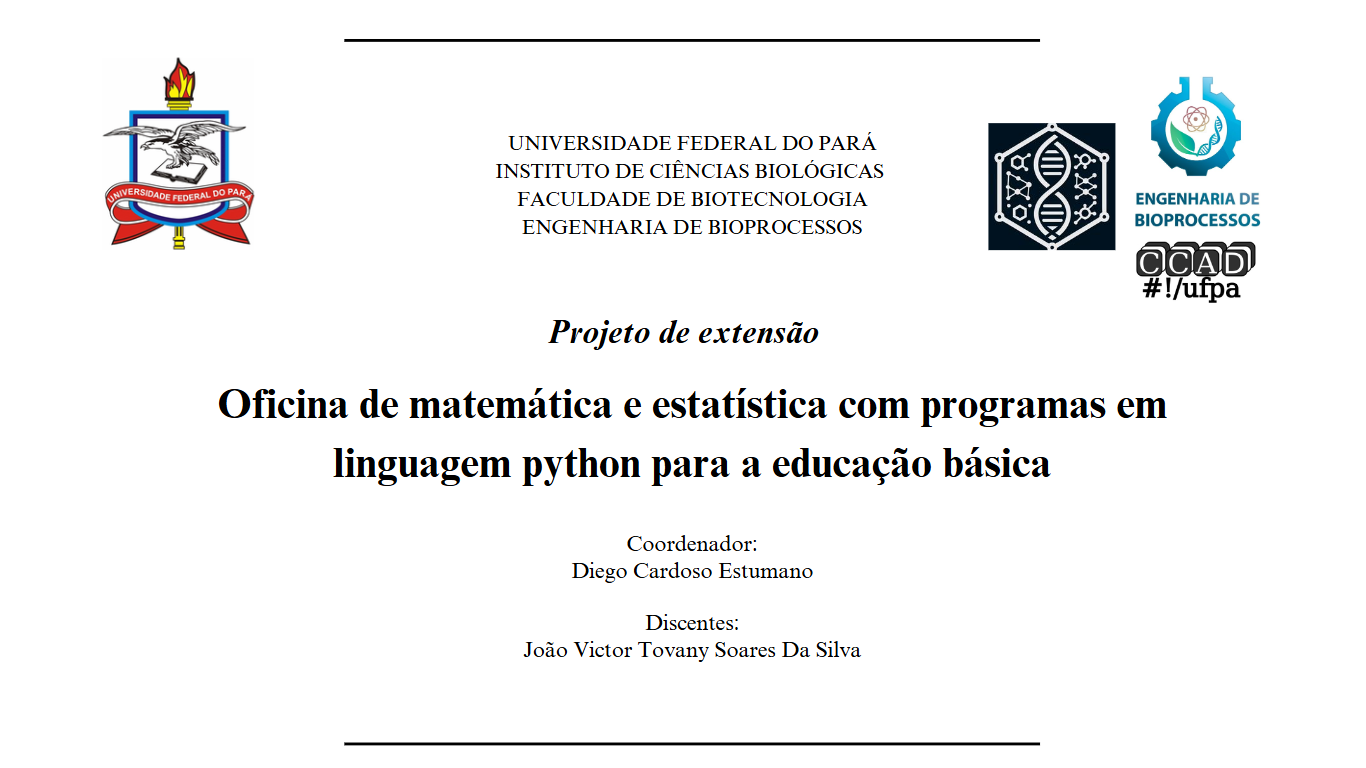 UNIVERSIDADE FEDERAL DO PARÁ
UNIVERSIDADE FEDERAL DO PARÁ
INSTITUTO DE CIÊNCIAS BIOLÓGICAS
FACULDADE DE BIOTECNOLOGIA
ENGENHARIA DE BIOPROCESSOS
ENGENHARIA DE
BIOPROCESSOS
CCAD
#!/ufpa
Projeto de extensão
Oficina de matemática e estatística com programas em
linguagem python para a educação básica
Coordenador:
Diego Cardoso Estumano
Discentes:
João Victor Tovany Soares Da Silva